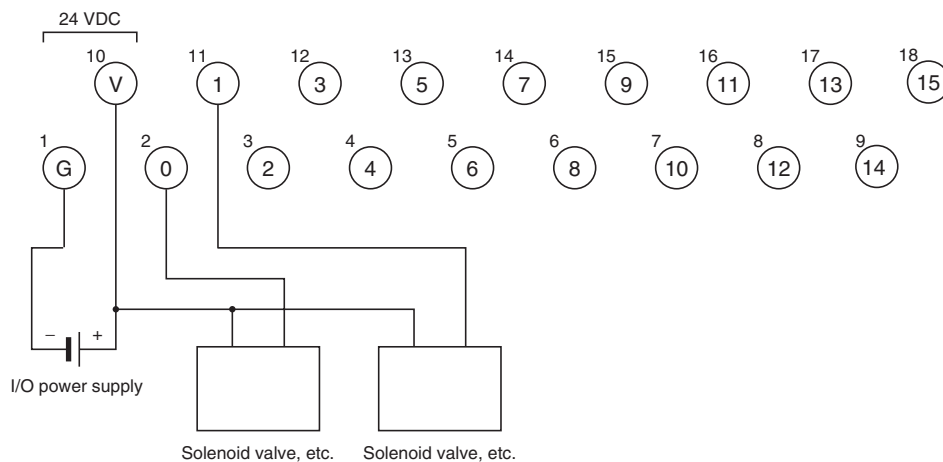 24 VDC
10 11 12 13 14 15 16 17 18
V 1 3 5 7 9 11 13 15
1 2 3 4 5 6 7 8 9
G 0 2 4 6 8 10 12 14
− +
I/O power supply
Solenoid valve, etc. Solenoid valve, etc.